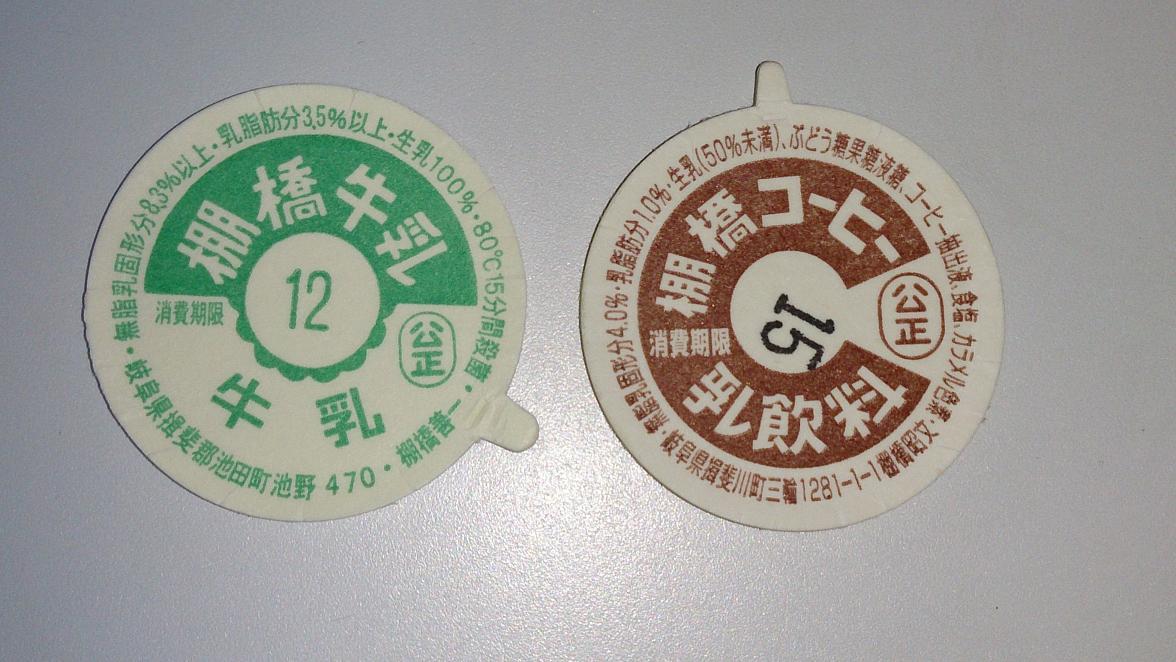 無脂乳固形分8.3%以上・乳脂肪分3.5%以上・生乳100%・80℃15分間殺菌・
棚橋牛乳
12
消費期限
公正
牛乳
岐阜県揖斐郡池田町池野 470・棚橋
無脂乳固形分4.0%・乳脂肪分1.0%・生乳(50%未満)、ぶどう糖果糖液糖、コーヒー抽出液、食塩、カラメル色素・
棚橋コーヒー
15
消費期限
公正
乳飲料
岐阜県揖斐川町三輪1281-1-1棚橋昭文・